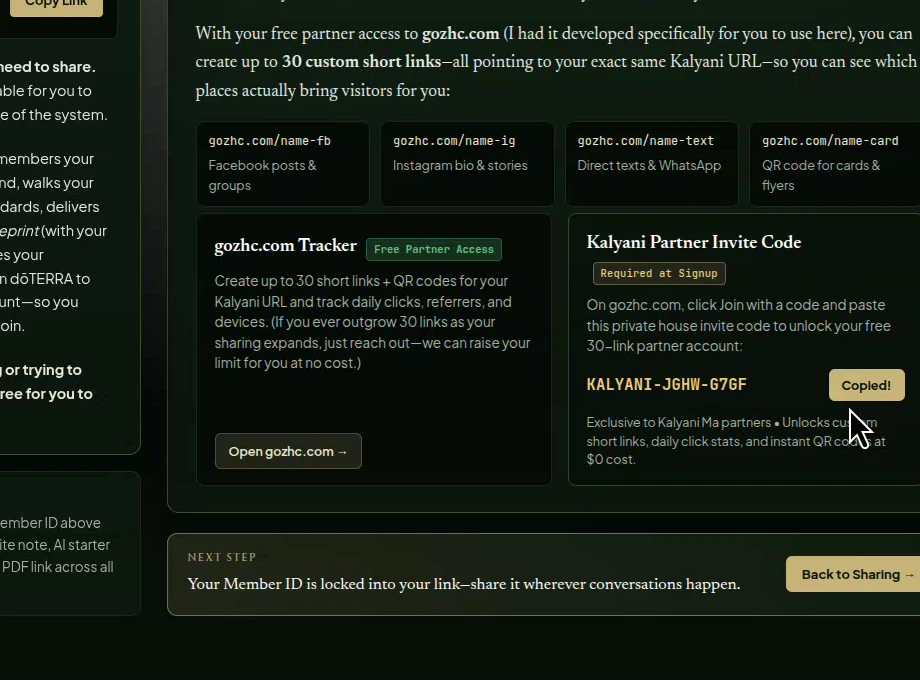 Copy Link
need to share.
able for you to
e of the system.
members your
nd, walks your
dards, delivers
eprint (with your
es your
n dōTERRA to
unt—so you
oin.
g or trying to
ree for you to
ember ID above
ite note, AI starter
PDF link across all
With your free partner access to gozhc.com (I had it developed specifically for you to use here), you can
create up to 30 custom short links—all pointing to your exact same Kalyani URL—so you can see which
places actually bring visitors for you:
gozhc.com/name-fb
Facebook posts &
groups
gozhc.com/name-ig
Instagram bio & stories
gozhc.com/name-text
Direct texts & WhatsApp
gozhc.com/name-card
QR code for cards &
flyers
gozhc.com Tracker
Free Partner Access
Create up to 30 short links + QR codes for your
Kalyani URL and track daily clicks, referrers, and
devices. (If you ever outgrow 30 links as your
sharing expands, just reach out—we can raise your
limit for you at no cost.)
Open gozhc.com →
Kalyani Partner Invite Code
Required at Signup
On gozhc.com, click Join with a code and paste
this private house invite code to unlock your free
30-link partner account:
KALYANI-JGHW-G7GF
Copied!
Exclusive to Kalyani Ma partners • Unlocks custom
short links, daily click stats, and instant QR codes at
$0 cost.
NEXT STEP
Your Member ID is locked into your link—share it wherever conversations happen.
Back to Sharing →